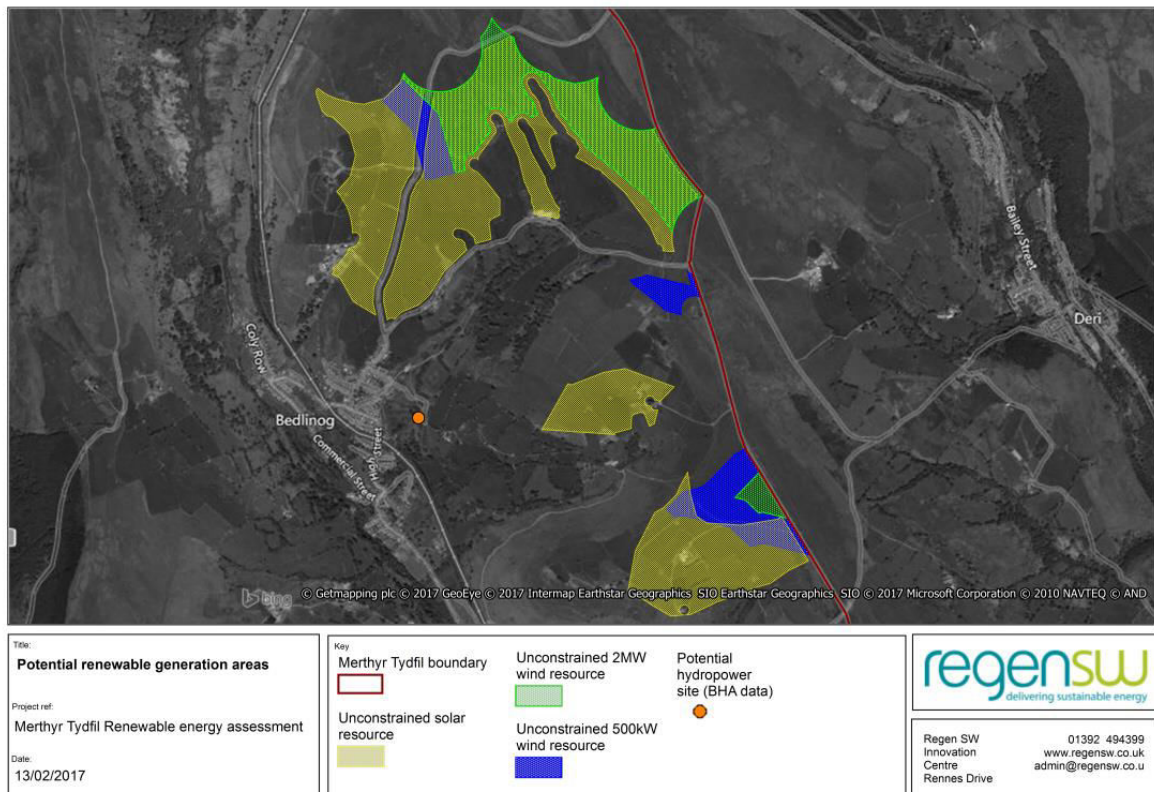 Bailey Street
Deri
Coly Row
Bedlinog
High Street
Commercial Street
bing
© Getmapping plc © 2017 GeoEye © 2017 Intermap Earthstar Geographics SIO Earthstar Geographics SIO © 2017 Microsoft Corporation © 2010 NAVTEQ © AND
Title:
Potential renewable generation areas
Project ref:
Merthyr Tydfil Renewable energy assessment
Date:
13/02/2017
Key
Merthyr Tydfil boundary
Unconstrained solar
resource
Unconstrained 2MW
wind resource
Unconstrained 500kW
wind resource
Potential
hydropower
site (BHA data)
regensw
delivering sustainable energy
Regen SW 01392 494399
Innovation www.regensw.co.uk
Centre admin@regensw.co.u
Rennes Drive